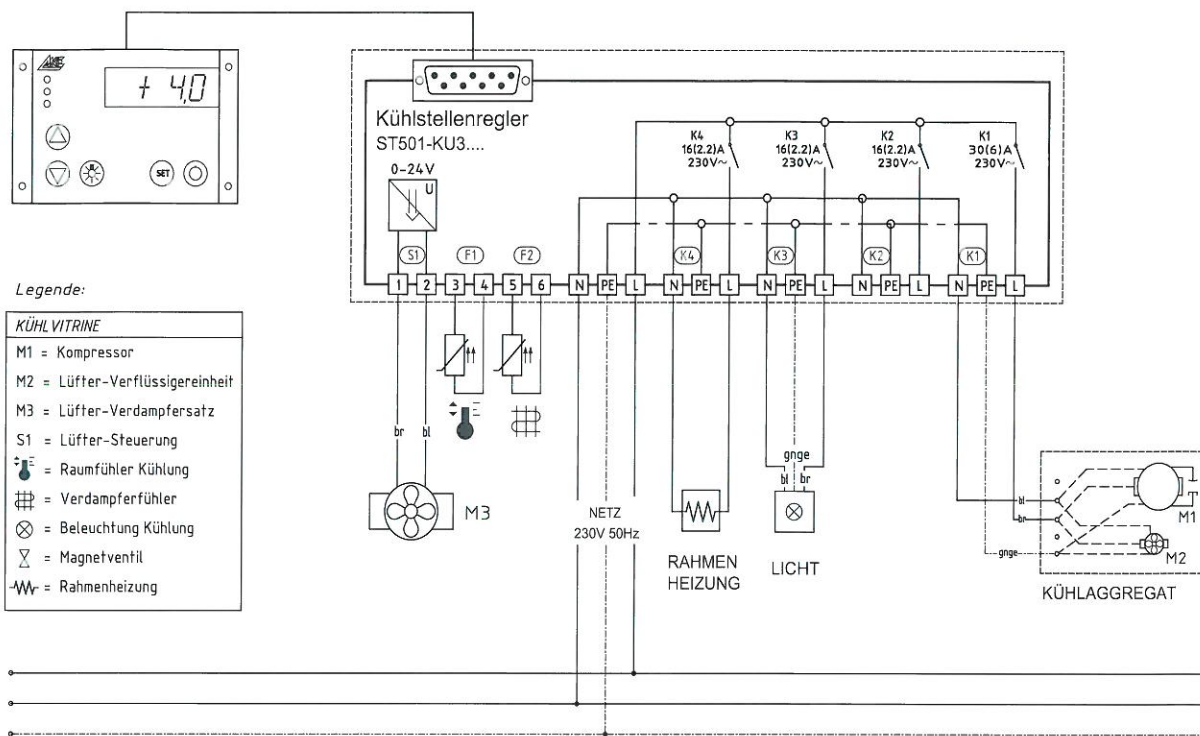 AKE
+ 4,0
SET
Kühlstellenregler
ST501-KU3....
0-24V
U
K4
16(2.2)A
230V~
K3
16(2.2)A
230V~
K2
16(2.2)A
230V~
K1
30(6)A
230V~
S1 F1 F2 K4 K3 K2 K1
1 2 3 4 5 6 N PE L N PE L N PE L N PE L N PE L
Legende:
KÜHLVITRINE
M1 = Kompressor
M2 = Lüfter-Verflüssigereinheit
M3 = Lüfter-Verdampfersatz
S1 = Lüfter-Steuerung
= Raumfühler Kühlung
= Verdampferfühler
= Beleuchtung Kühlung
= Magnetventil
= Rahmenheizung
br bl
M3
NETZ
230V 50Hz
RAHMEN
HEIZUNG
gnge
bl br
LICHT
bl
br
gnge
M1
M2
KÜHLAGGREGAT